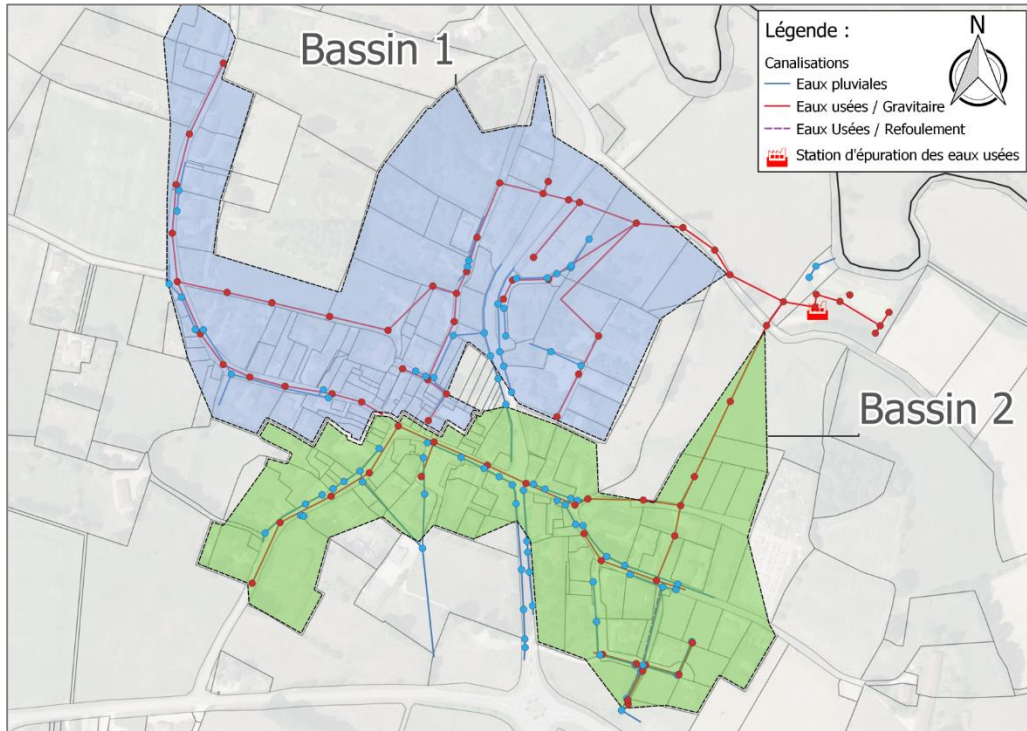 Bassin 1
Légende :
N
Canalisations
Eaux pluviales
Eaux usées / Gravitaire
Eaux Usées / Refoulement
Station d'épuration des eaux usées
Bassin 2